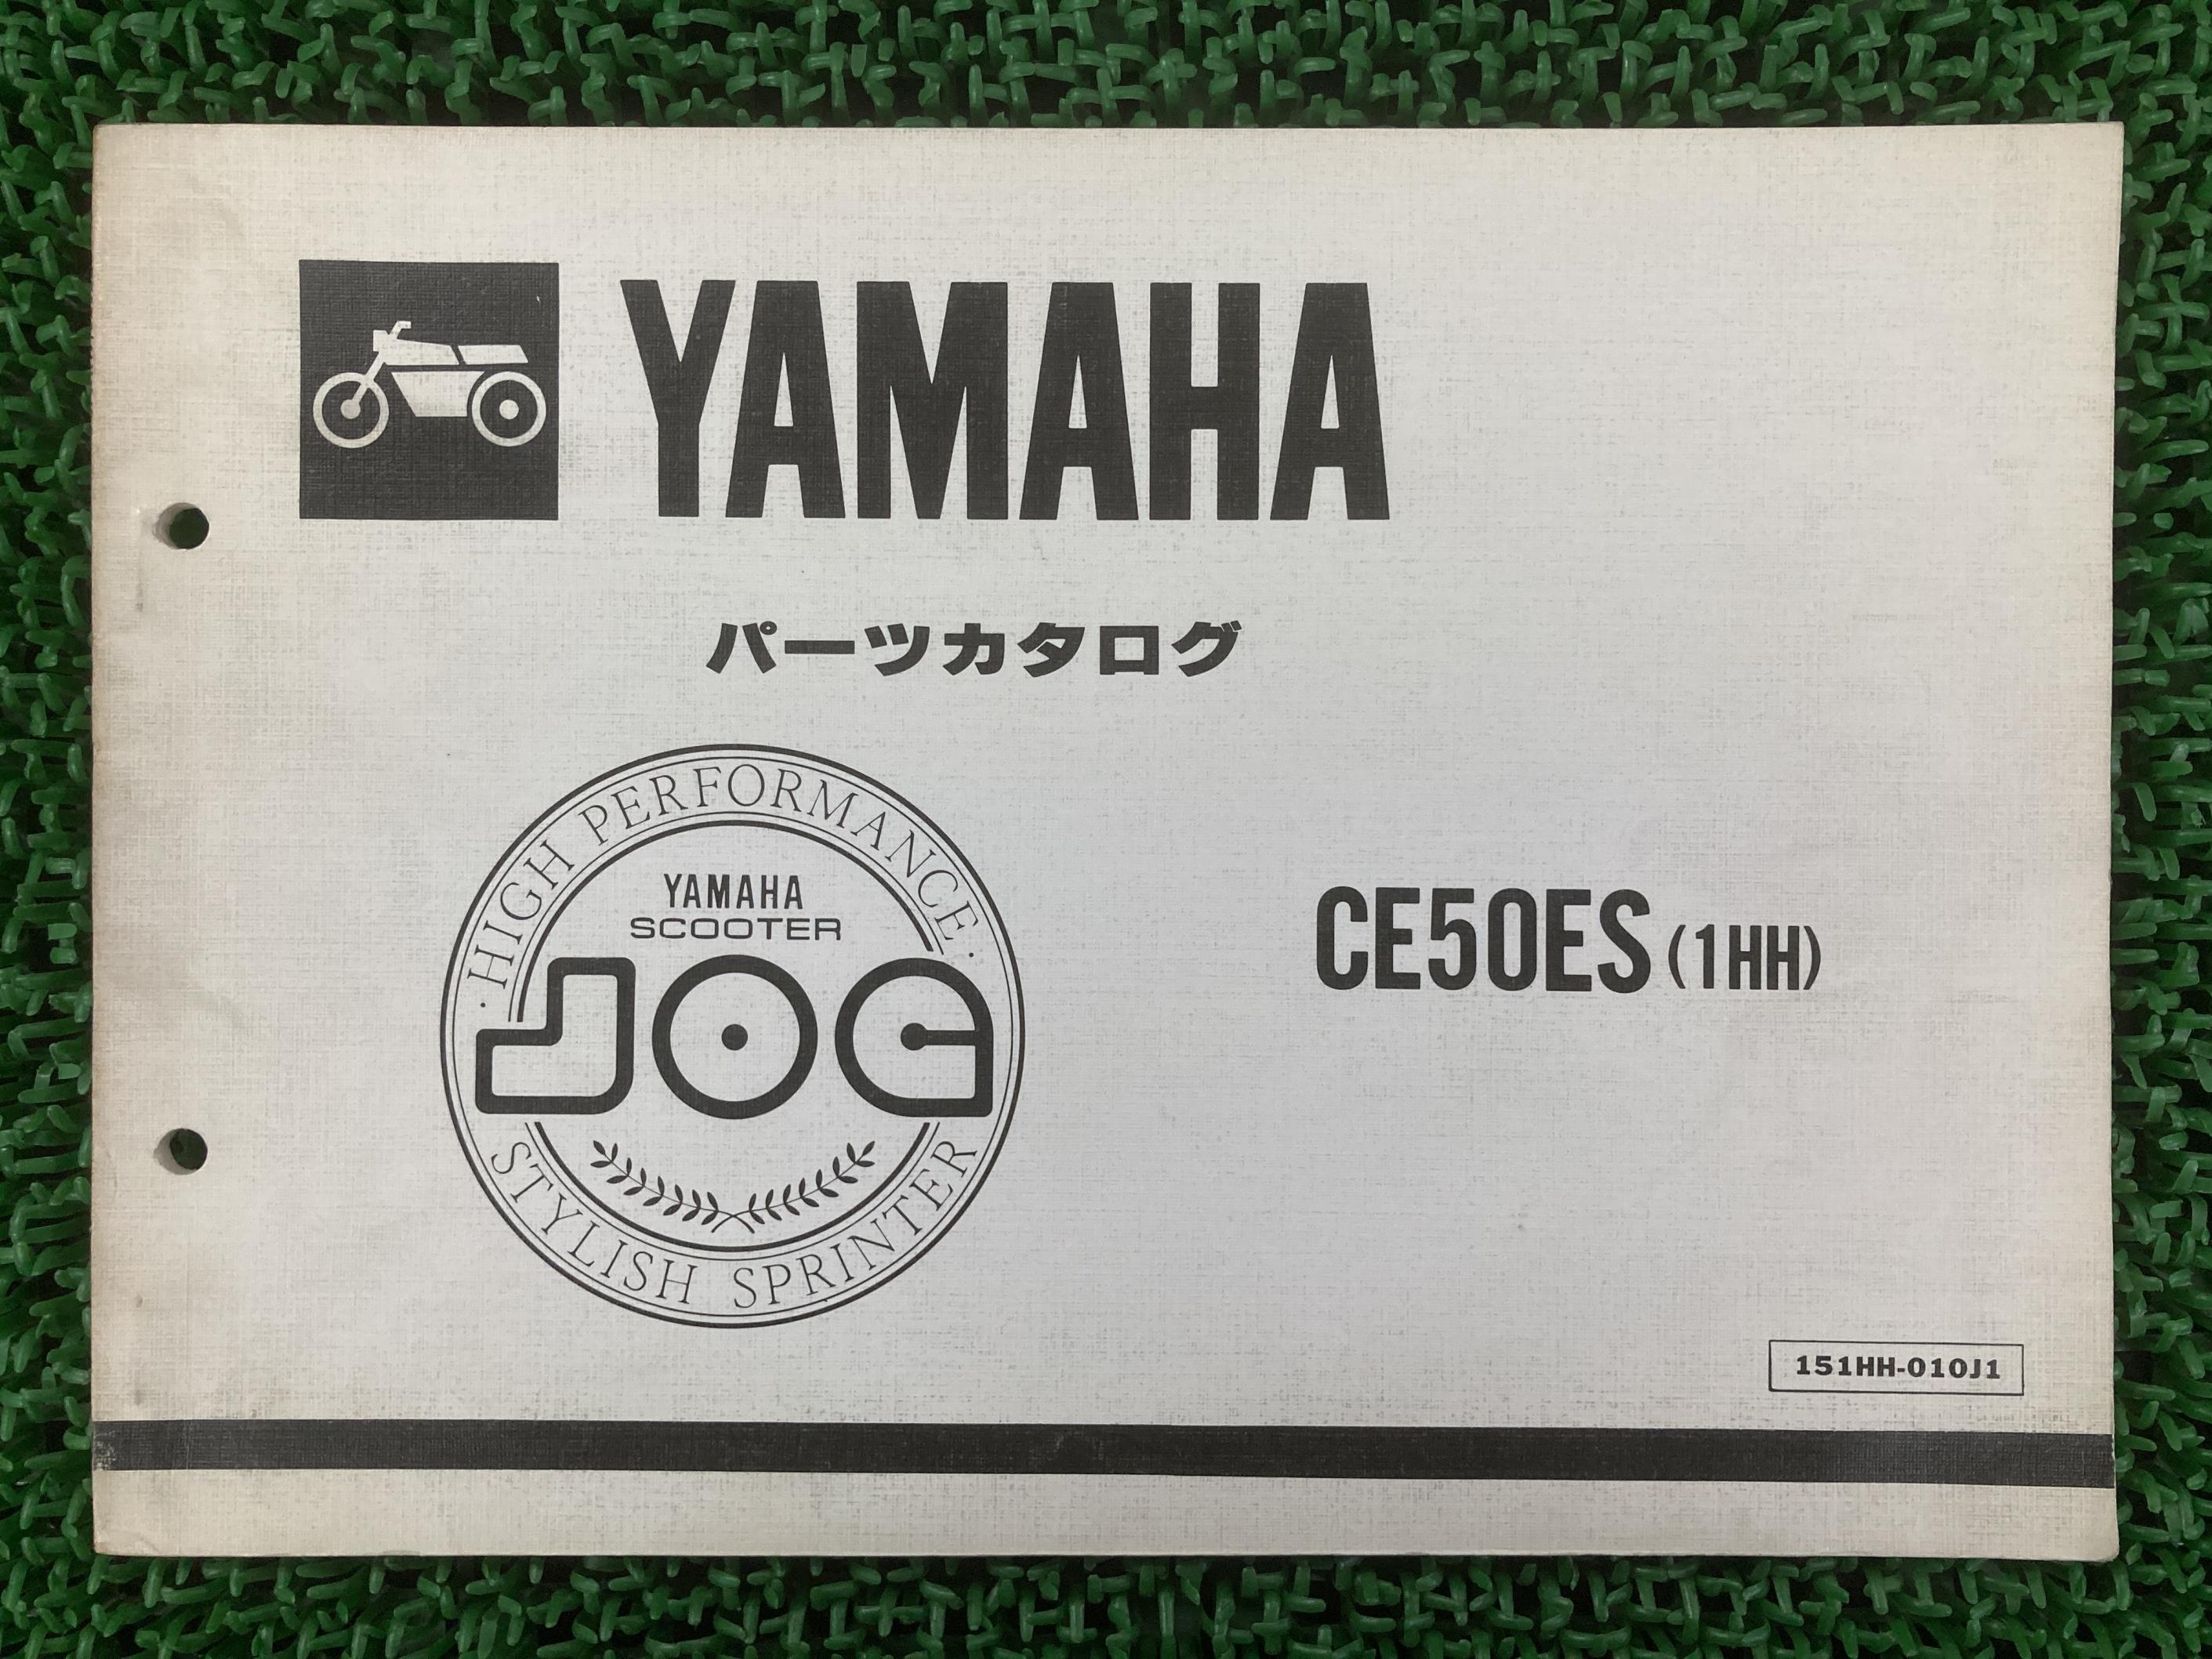 YAMAHA
パーツカタログ
· HIGH PERFORMANCE ·
YAMAHA
SCOOTER
JOG
STYLISH SPRINTER
CE50ES (1HH)
151HH-010J1